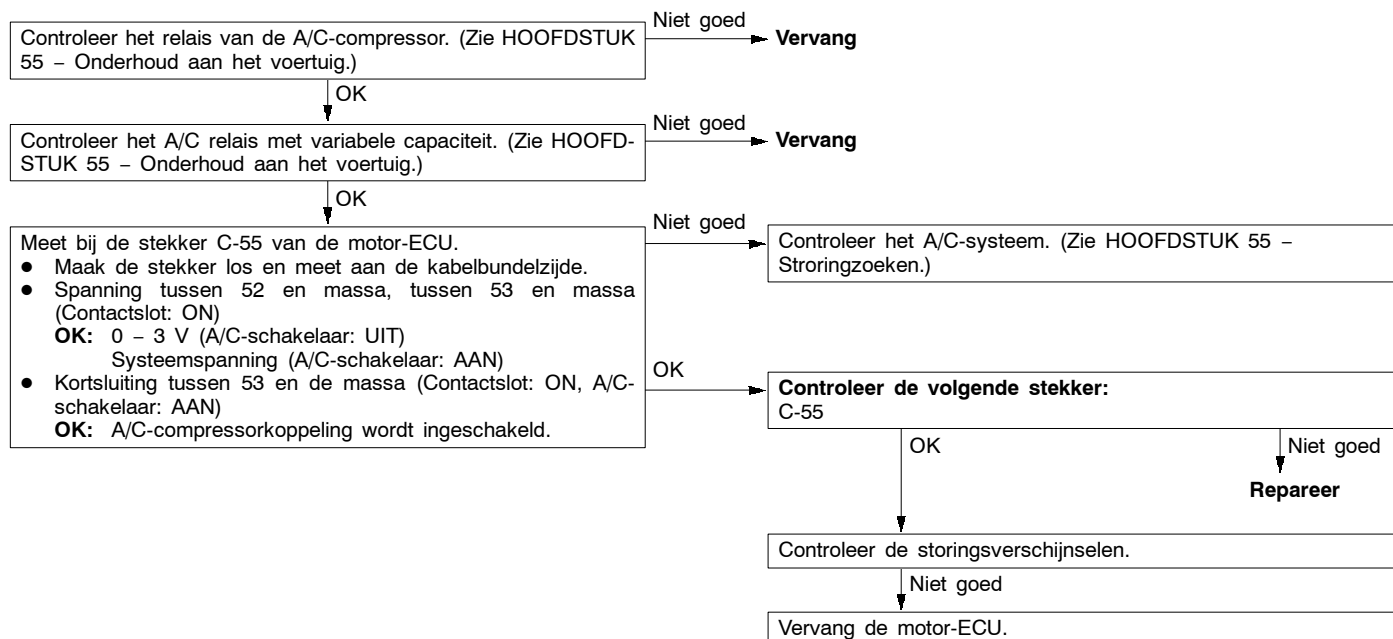 Controleer het relais van de A/C-compressor. (Zie HOOFDSTUK
55 – Onderhoud aan het voertuig.)
Niet goed
Vervang
OK
Controleer het A/C relais met variabele capaciteit. (Zie HOOFD-
STUK 55 – Onderhoud aan het voertuig.)
Niet goed
Vervang
OK
Meet bij de stekker C-55 van de motor-ECU.
● Maak de stekker los en meet aan de kabelbundelzijde.
● Spanning tussen 52 en massa, tussen 53 en massa
(Contactslot: ON)
OK: 0 – 3 V (A/C-schakelaar: UIT)
Systeemspanning (A/C-schakelaar: AAN)
● Kortsluiting tussen 53 en de massa (Contactslot: ON, A/C-
schakelaar: AAN)
OK: A/C-compressorkoppeling wordt ingeschakeld.
Niet goed
Controleer het A/C-systeem. (Zie HOOFDSTUK 55 –
Stroringzoeken.)
OK
Controleer de volgende stekker:
C-55
OK
Niet goed
Repareer
Controleer de storingsverschijnselen.
Niet goed
Vervang de motor-ECU.